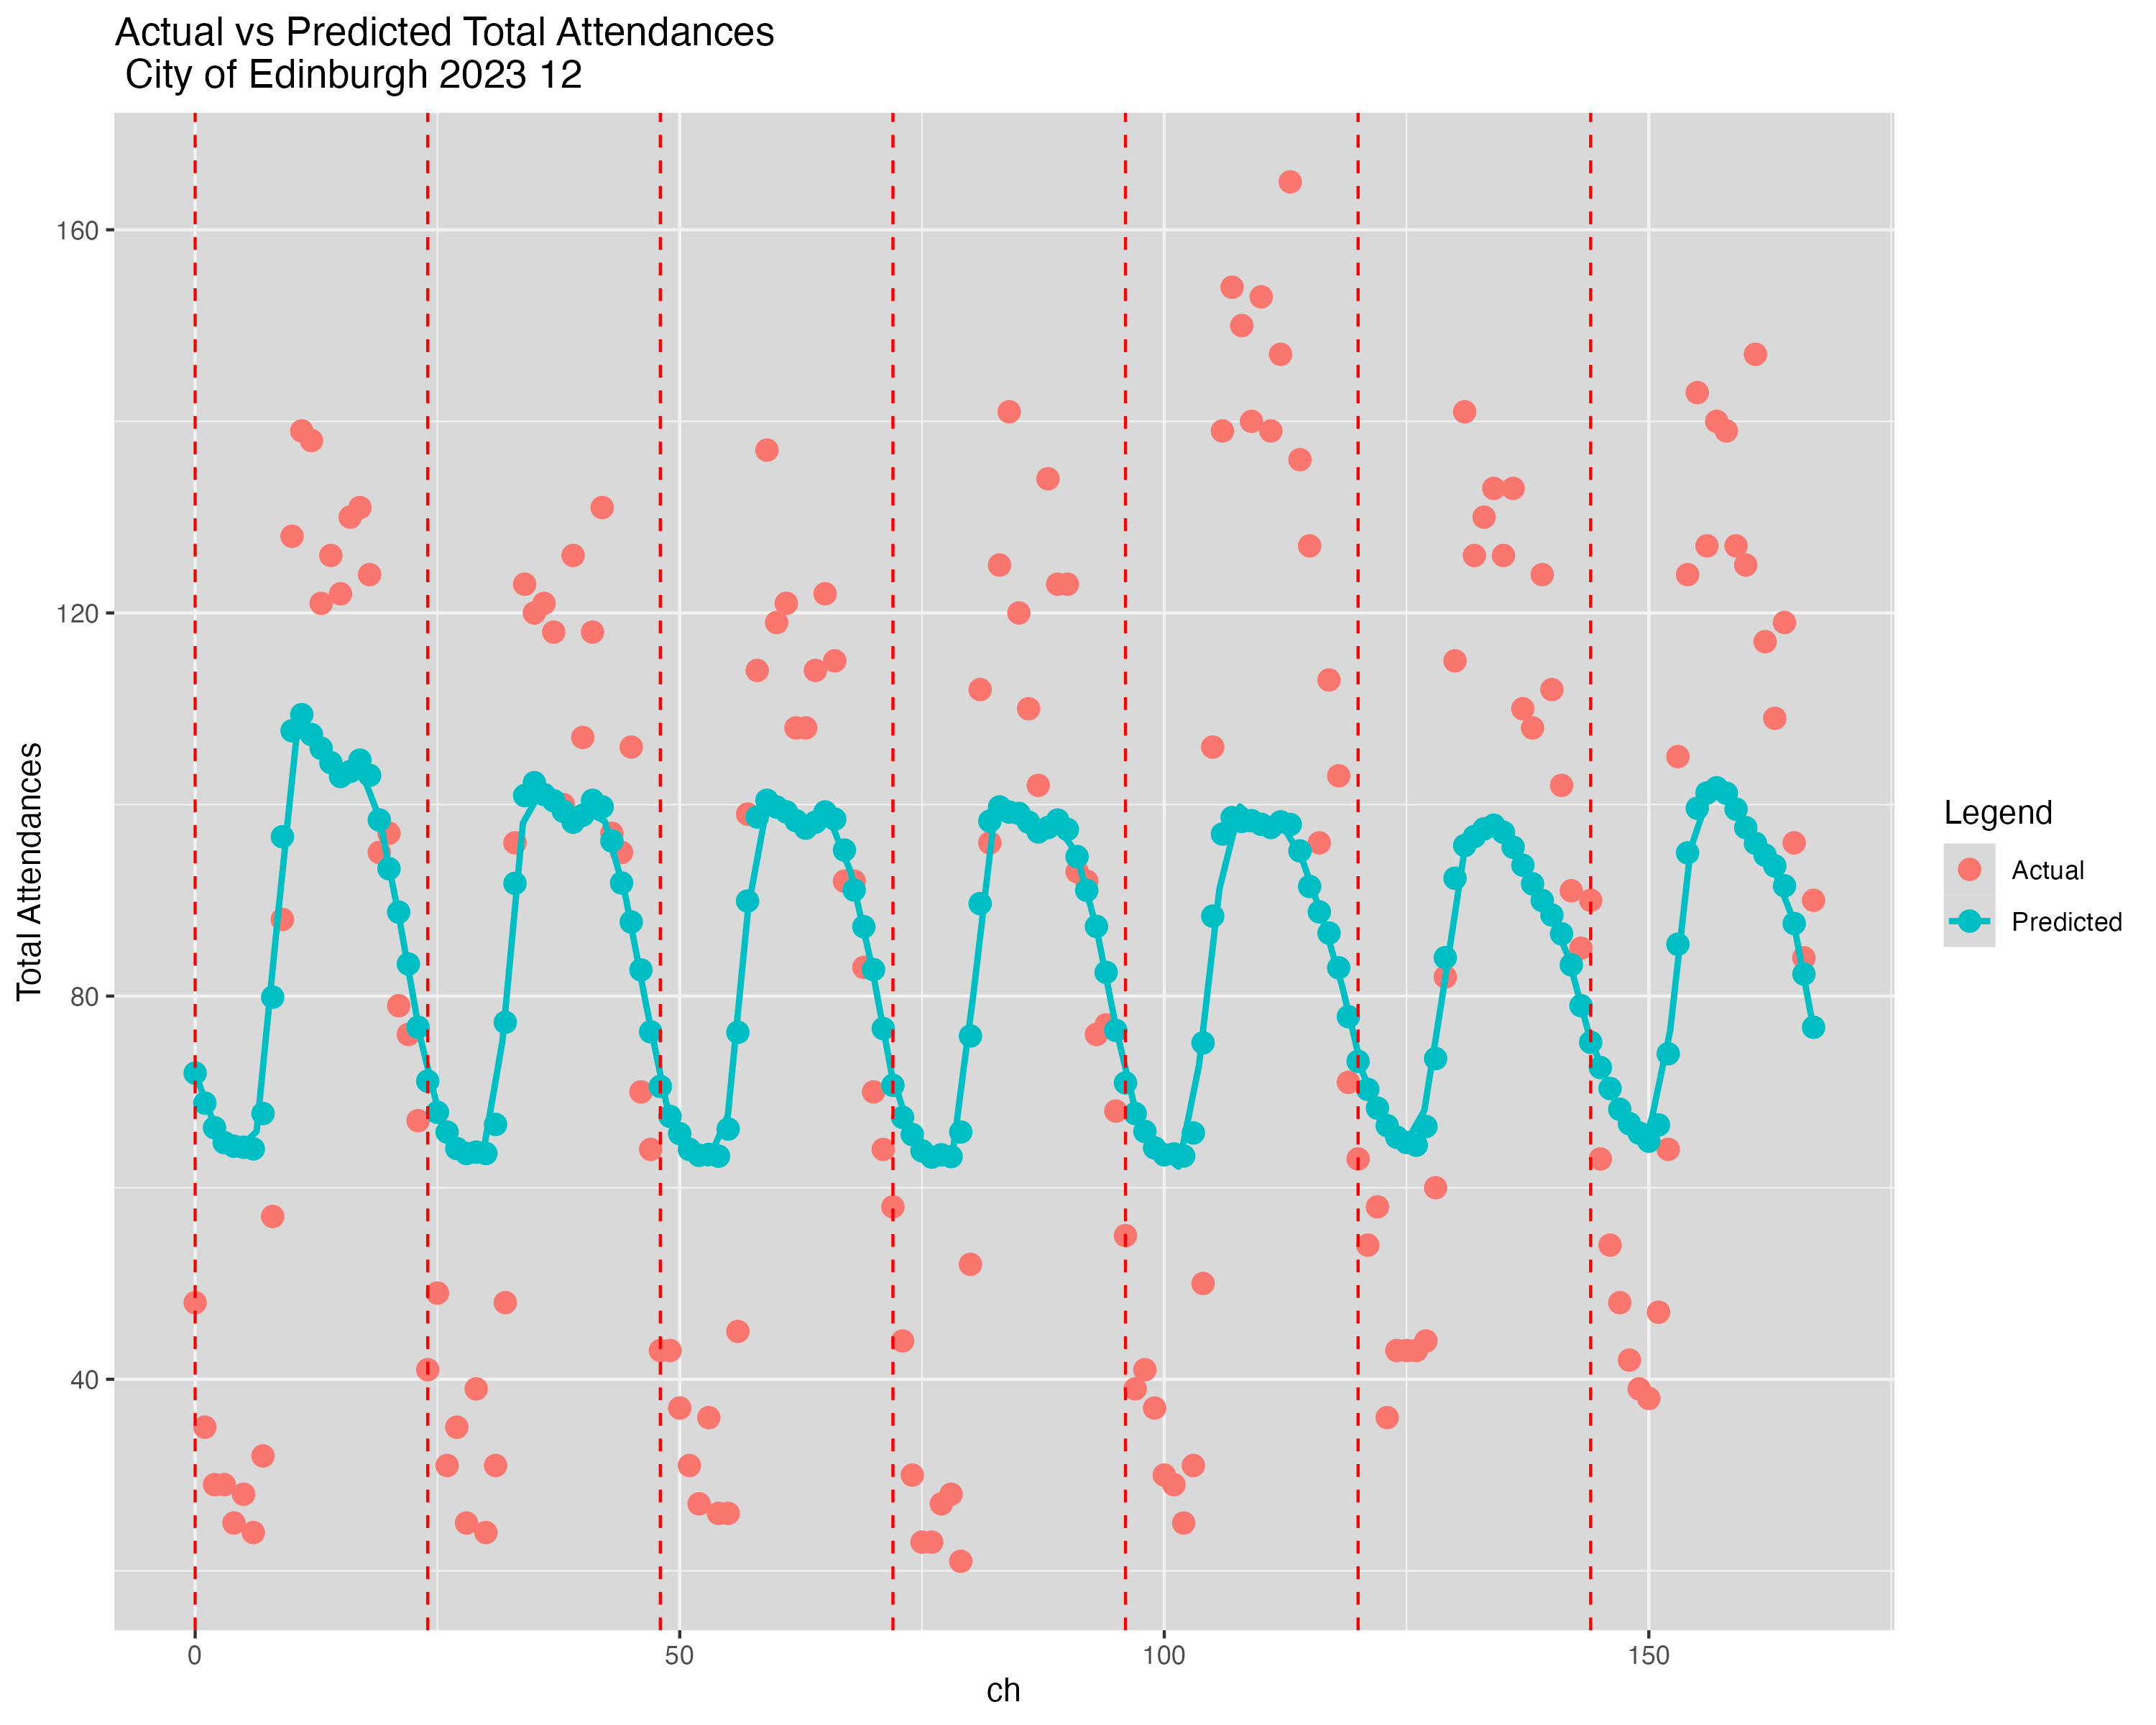 Actual vs Predicted Total Attendances
City of Edinburgh 2023 12
Total Attendances
160
120
80
40
0
50
100
150
ch
Legend
Actual
Predicted